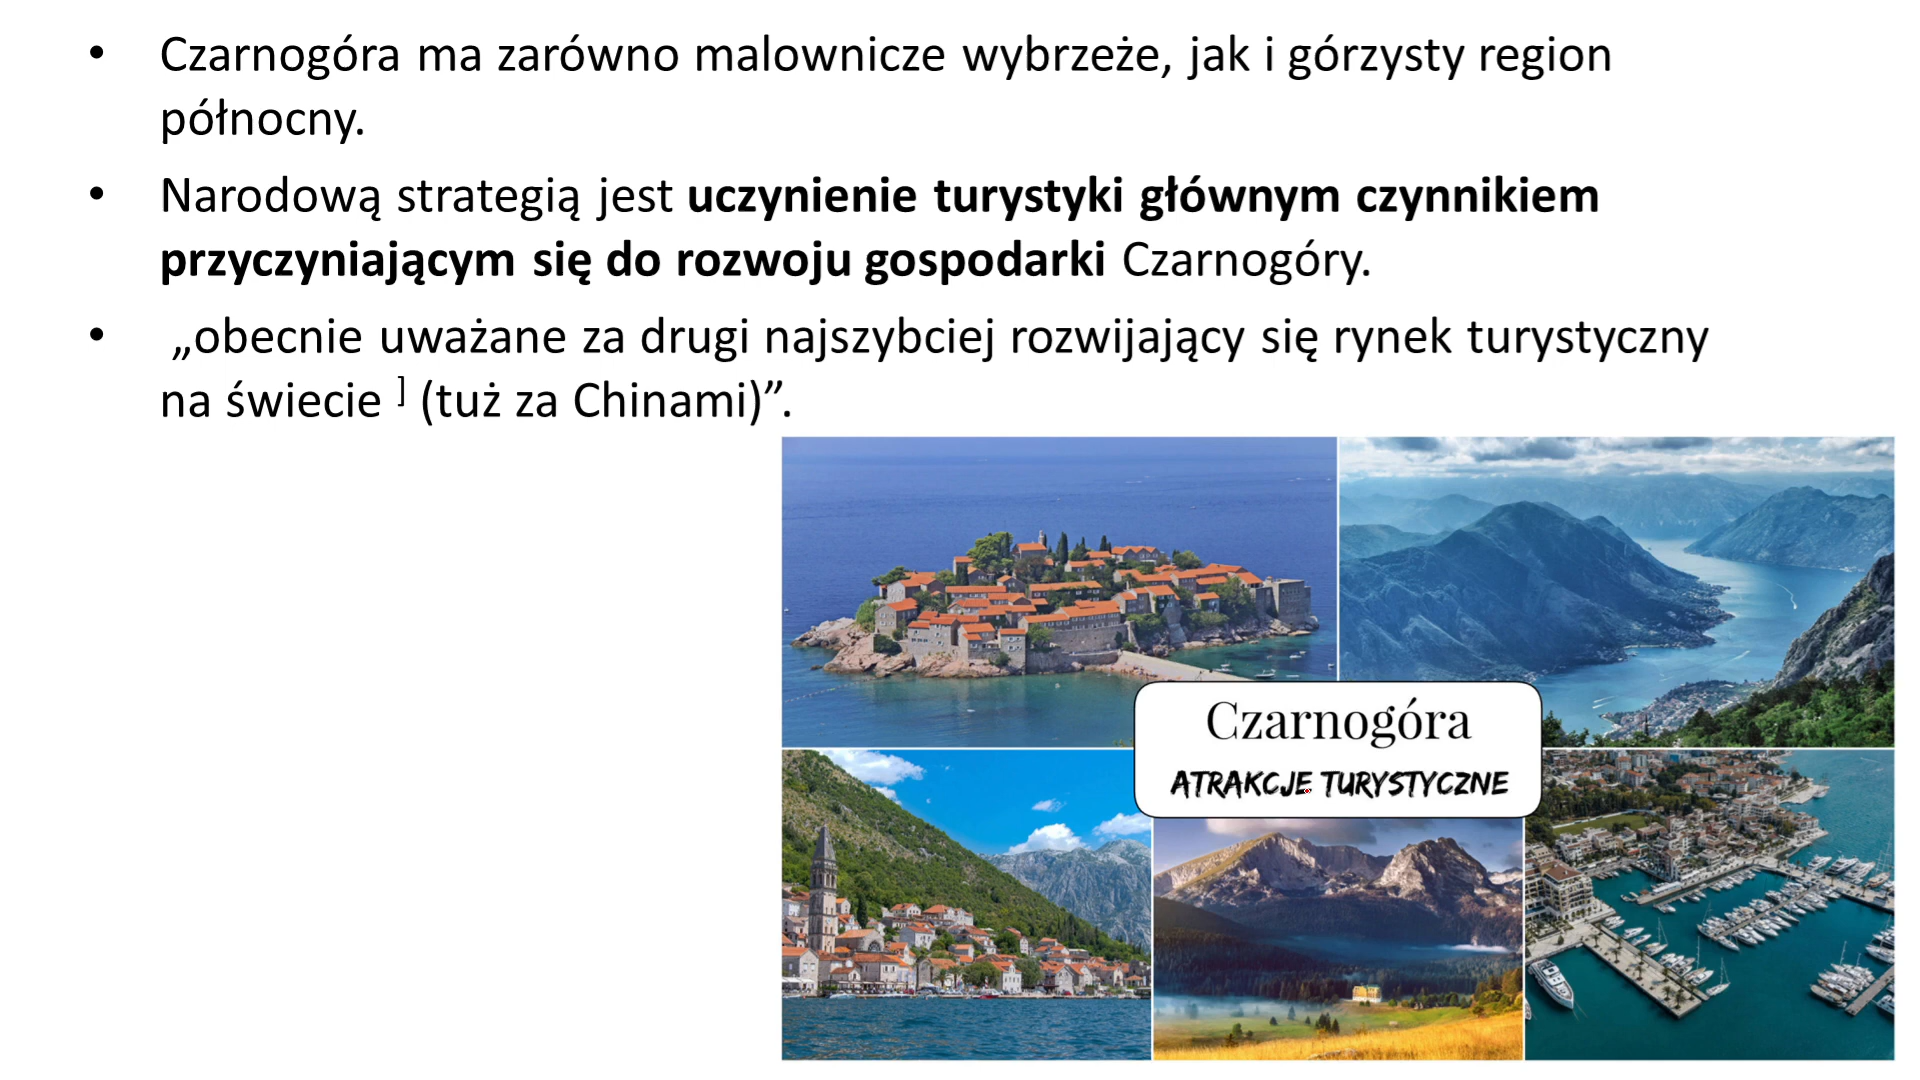 • Czarnogóra ma zarówno malownicze wybrzeże, jak i górzysty region
północny.
• Narodową strategią jest uczynienie turystyki głównym czynnikiem
przyczyniającym się do rozwoju gospodarki Czarnogóry.
• „obecnie uważane za drugi najszybciej rozwijający się rynek turystyczny
na świecie ] (tuż za Chinami)”.
Czarnogóra
ATRAKCJE TURYSTYCZNE